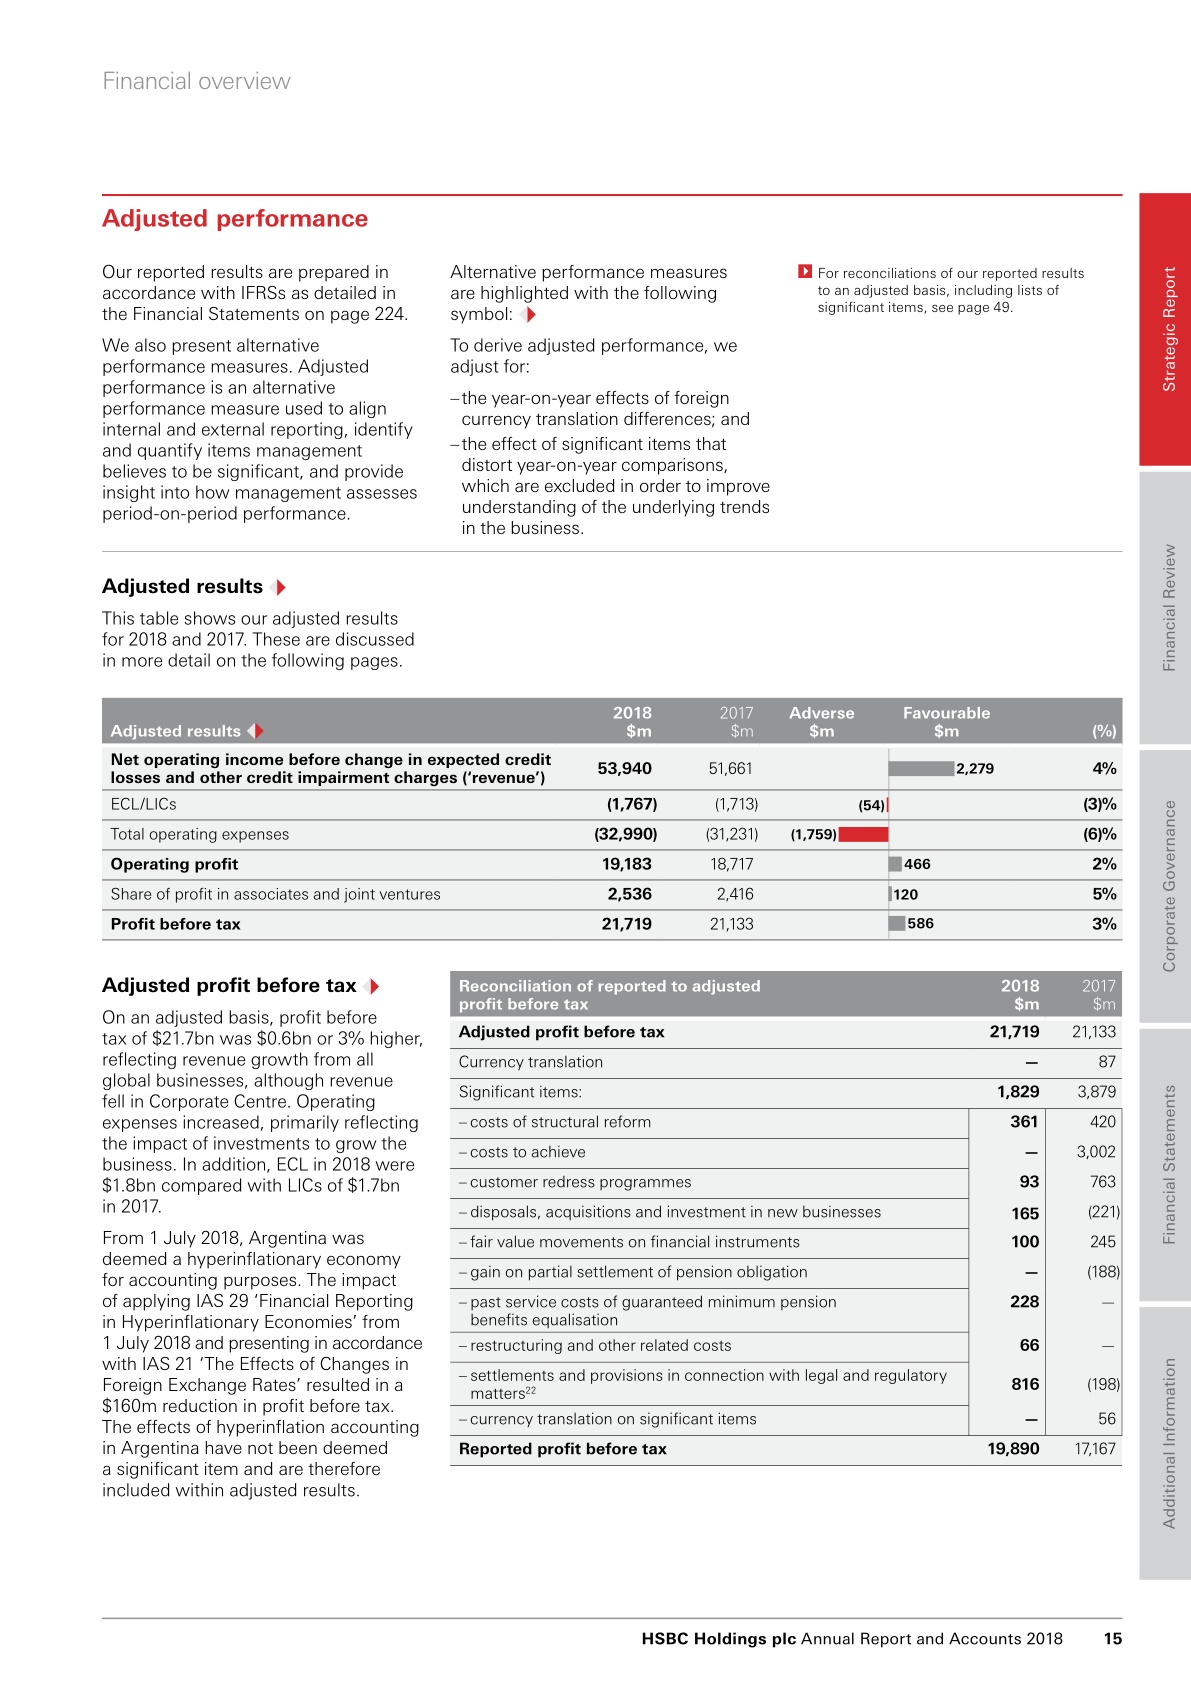 Financial overview
Adjusted performance
Our reported results are prepared in
accordance with IFRSs as detailed in
the Financial Statements on page 224.
We also present alternative
performance measures. Adjusted
performance is an alternative
performance measure used to align
internal and external reporting, identify
and quantify items management
believes to be significant, and provide
insight into how management assesses
period-on-period performance.
Alternative performance measures
are highlighted with the following
symbol:
To derive adjusted performance, we
adjust for:
– the year-on-year effects of foreign
currency translation differences; and
– the effect of significant items that
distort year-on-year comparisons,
which are excluded in order to improve
understanding of the underlying trends
in the business.
For reconciliations of our reported results
to an adjusted basis, including lists of
significant items, see page 49.
Adjusted results
This table shows our adjusted results
for 2018 and 2017. These are discussed
in more detail on the following pages.
2018 2017 Adverse Favourable
Adjusted results $m $m $m $m (%)
Net operating income before change in expected credit
losses and other credit impairment charges (‘revenue’) 53,940 51,661 2,279 4%
ECL/LICs (1,767) (1,713) (54) (3)%
Total operating expenses (32,990) (31,231) (1,759) (6)%
Operating profit 19,183 18,717 466 2%
Share of profit in associates and joint ventures 2,536 2,416 120 5%
Profit before tax 21,719 21,133 586 3%
Adjusted profit before tax
On an adjusted basis, profit before
tax of $21.7bn was $0.6bn or 3% higher,
reflecting revenue growth from all
global businesses, although revenue
fell in Corporate Centre. Operating
expenses increased, primarily reflecting
the impact of investments to grow the
business. In addition, ECL in 2018 were
$1.8bn compared with LICs of $1.7bn
in 2017.
From 1 July 2018, Argentina was
deemed a hyperinflationary economy
for accounting purposes. The impact
of applying IAS 29 ‘Financial Reporting
in Hyperinflationary Economies’ from
1 July 2018 and presenting in accordance
with IAS 21 ‘The Effects of Changes in
Foreign Exchange Rates’ resulted in a
$160m reduction in profit before tax.
The effects of hyperinflation accounting
in Argentina have not been deemed
a significant item and are therefore
included within adjusted results.
Reconciliation of reported to adjusted 2018 2017
profit before tax $m $m
Adjusted profit before tax 21,719 21,133
Currency translation — 87
Significant items: 1,829 3,879
– costs of structural reform 361 420
– costs to achieve — 3,002
– customer redress programmes 93 763
– disposals, acquisitions and investment in new businesses 165 (221)
– fair value movements on financial instruments 100 245
– gain on partial settlement of pension obligation — (188)
– past service costs of guaranteed minimum pension 228 —
benefits equalisation
– restructuring and other related costs 66 —
– settlements and provisions in connection with legal and regulatory
matters22 816 (198)
– currency translation on significant items — 56
Reported profit before tax 19,890 17,167
Strategic Report
Financial Review
Corporate Governance
Financial Statements
Additional Information
HSBC Holdings plc Annual Report and Accounts 2018 15